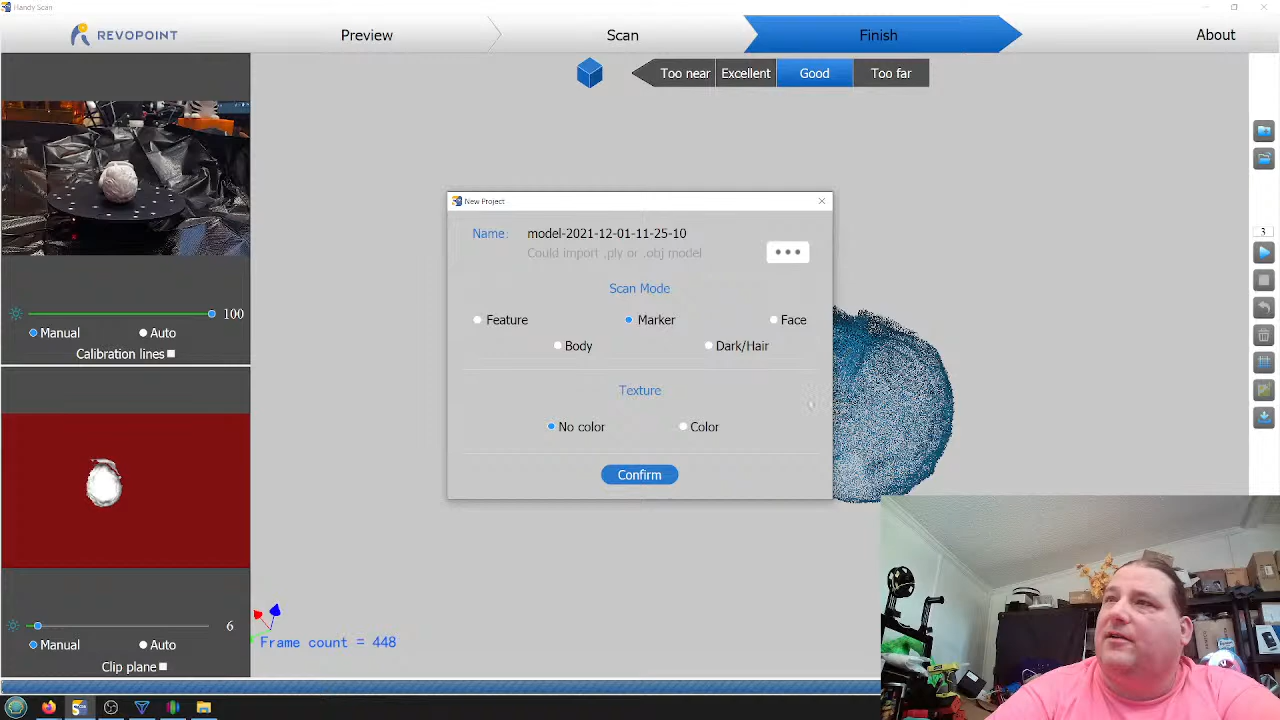 Handy Scan
REVOPOINT
Preview
Scan
Finish
About
Too near
Excellent
Good
Too far
New Project
Name:
model-2021-12-01-11-25-10
Could import .ply or .obj model
Scan Mode
Feature
Marker
Face
Body
Dark/Hair
Texture
No color
Color
Confirm
100
Manual
Auto
Calibration lines
3
6
Manual
Auto
Clip plane
Frame count = 448